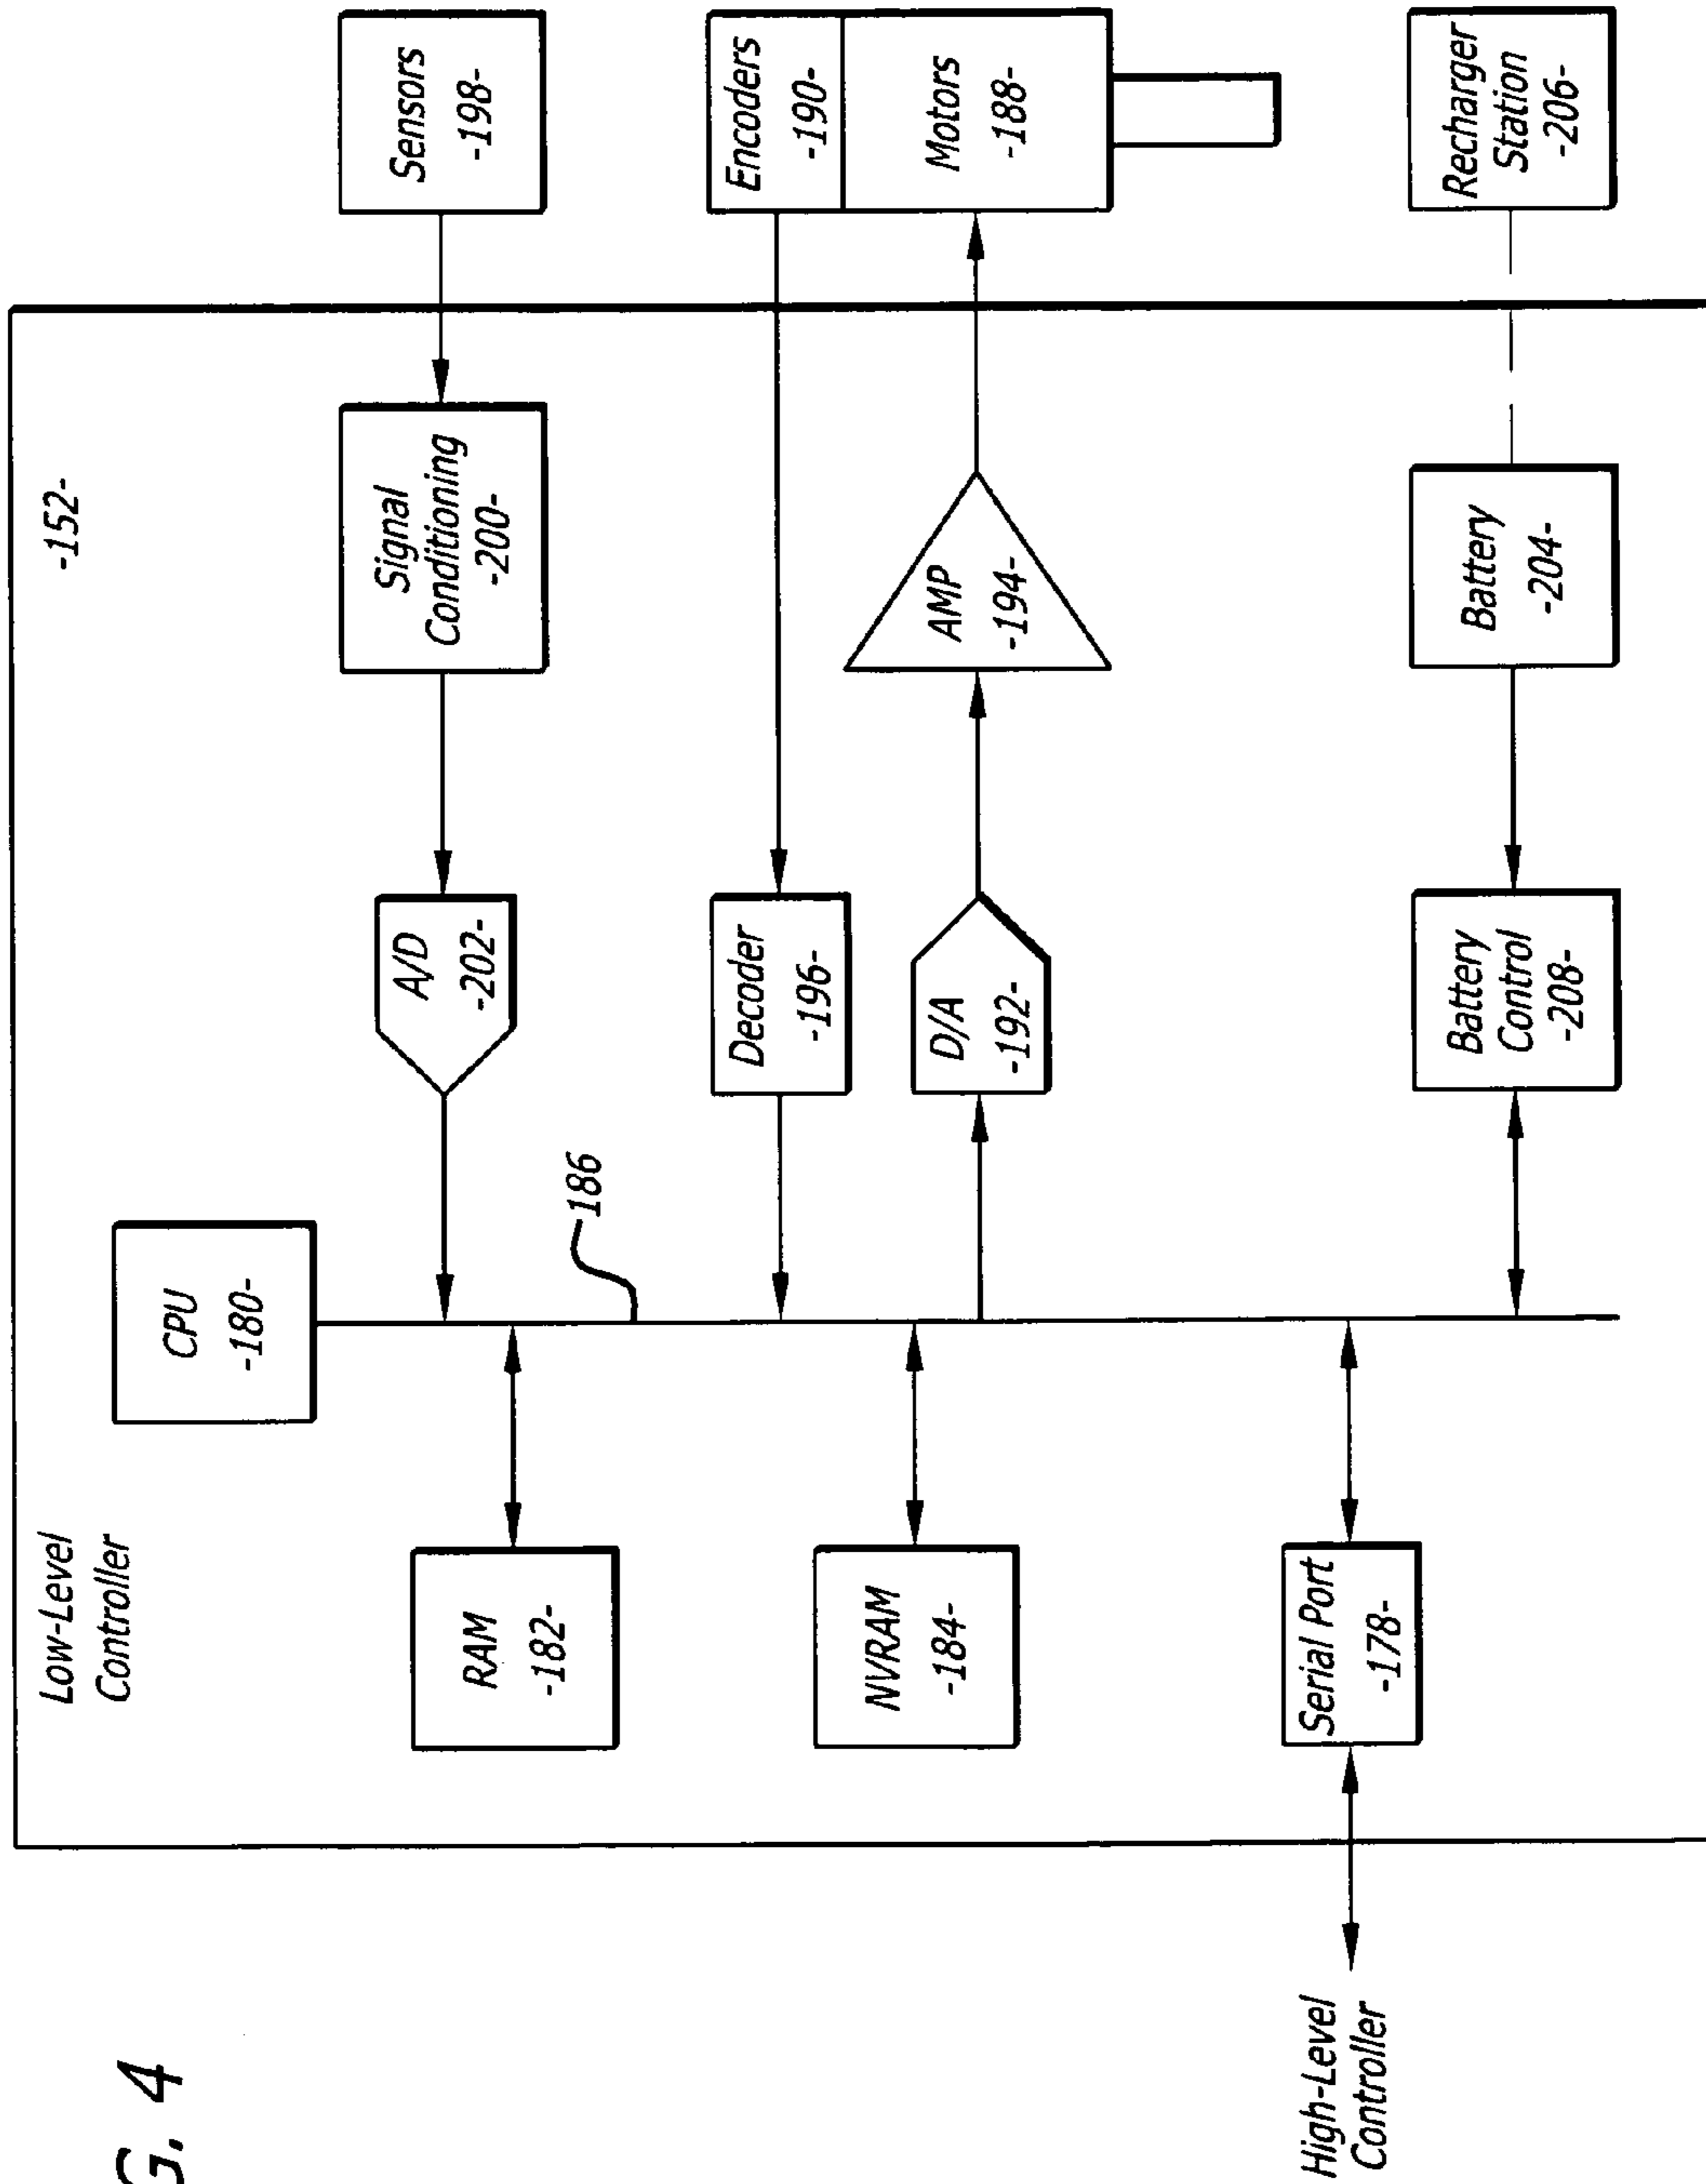 G. 4
Low-Level
Controller
-152-
CPU
-180-
RAM
-182-
A/D
-202-
Signal
Conditioning
-200-
Sensors
-198-
186
NVRAM
-184-
Decoder
-196-
Encoders
-190-
D/A
-192-
AMP
-194-
Motors
-188-
High-Level
Controller
Serial Port
-178-
Battery
Control
-208-
Battery
-204-
Recharger
Station
-206-